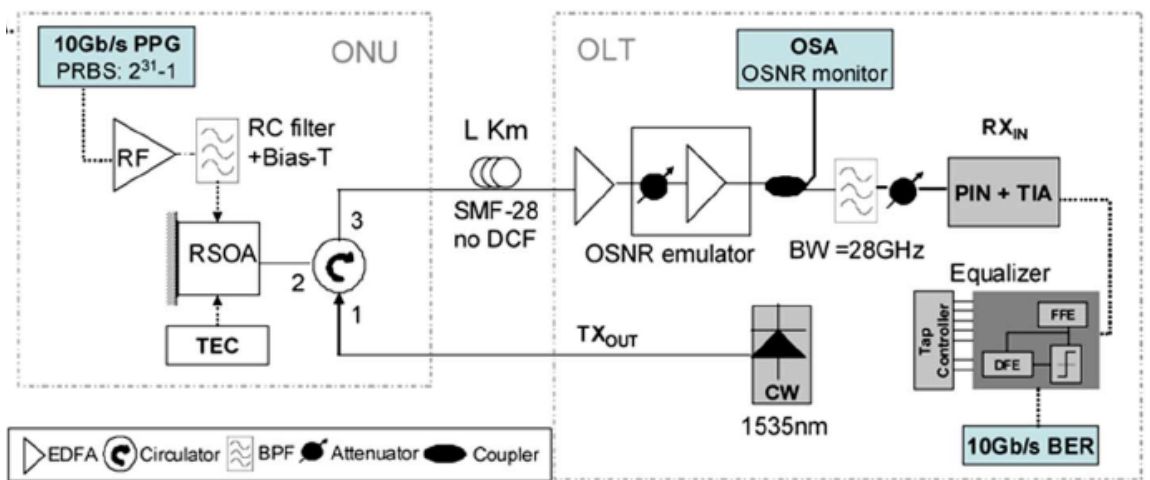 10Gb/s PPG
PRBS: 2³¹-1
ONU
OLT
OSA
OSNR monitor
RF
RC filter
+Bias-T
L Km
SMF-28
no DCF
RX_IN
PIN + TIA
OSNR emulator
BW =28GHz
RSOA
3
2
1
TEC
TX_OUT
CW
1535nm
Equalizer
Tap
Controller
FFE
DFE
10Gb/s BER
EDFA
Circulator
BPF
Attenuator
Coupler